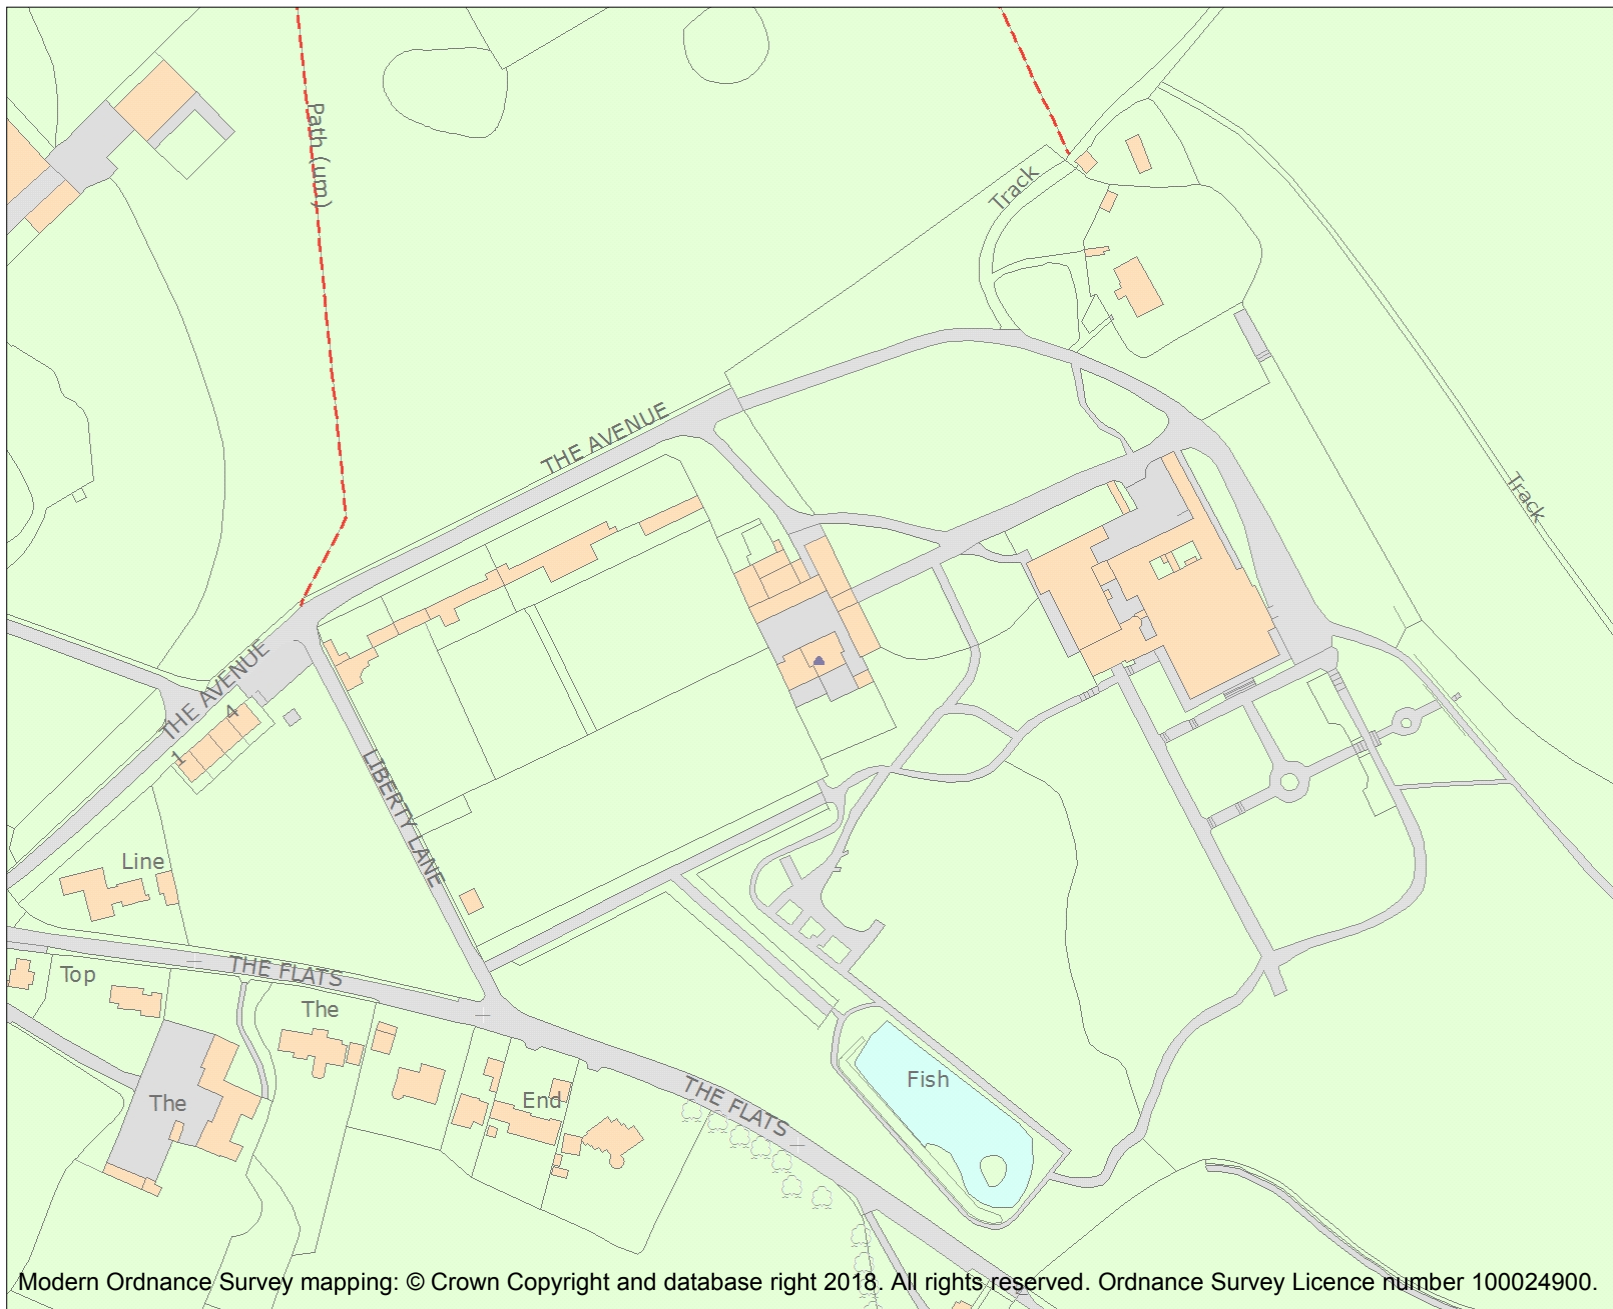 Path (um)
Track
THE AVENUE
Track
THE AVENUE
4
1
LIBERTY LANE
Line
THE FLATS
Top
The
Fish
The
End
THE FLATS
Modern Ordnance Survey mapping: © Crown Copyright and database right 2018. All rights reserved. Ordnance Survey Licence number 100024900.